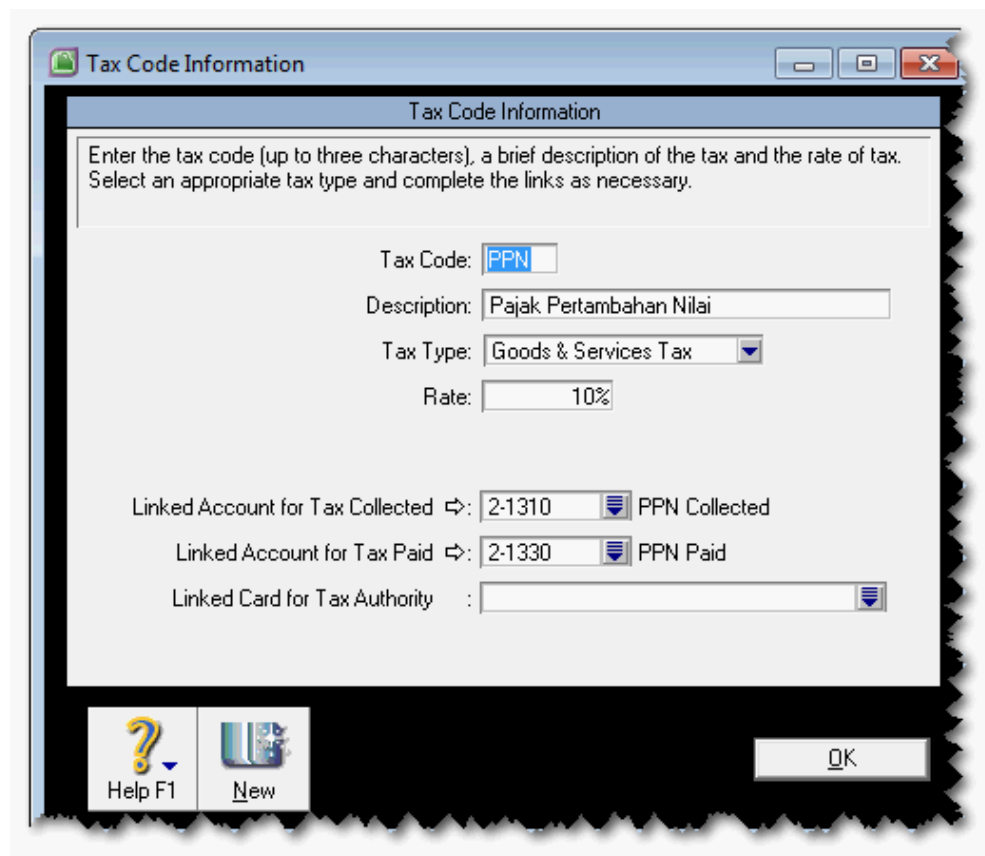 Tax Code Information
Tax Code Information
Enter the tax code (up to three characters), a brief description of the tax and the rate of tax.
Select an appropriate tax type and complete the links as necessary.
Tax Code: PPN
Description: Pajak Pertambahan Nilai
Tax Type: Goods & Services Tax
Rate: 10%
Linked Account for Tax Collected ⇨: 2-1310 PPN Collected
Linked Account for Tax Paid ⇨: 2-1330 PPN Paid
Linked Card for Tax Authority :
Help F1 New OK